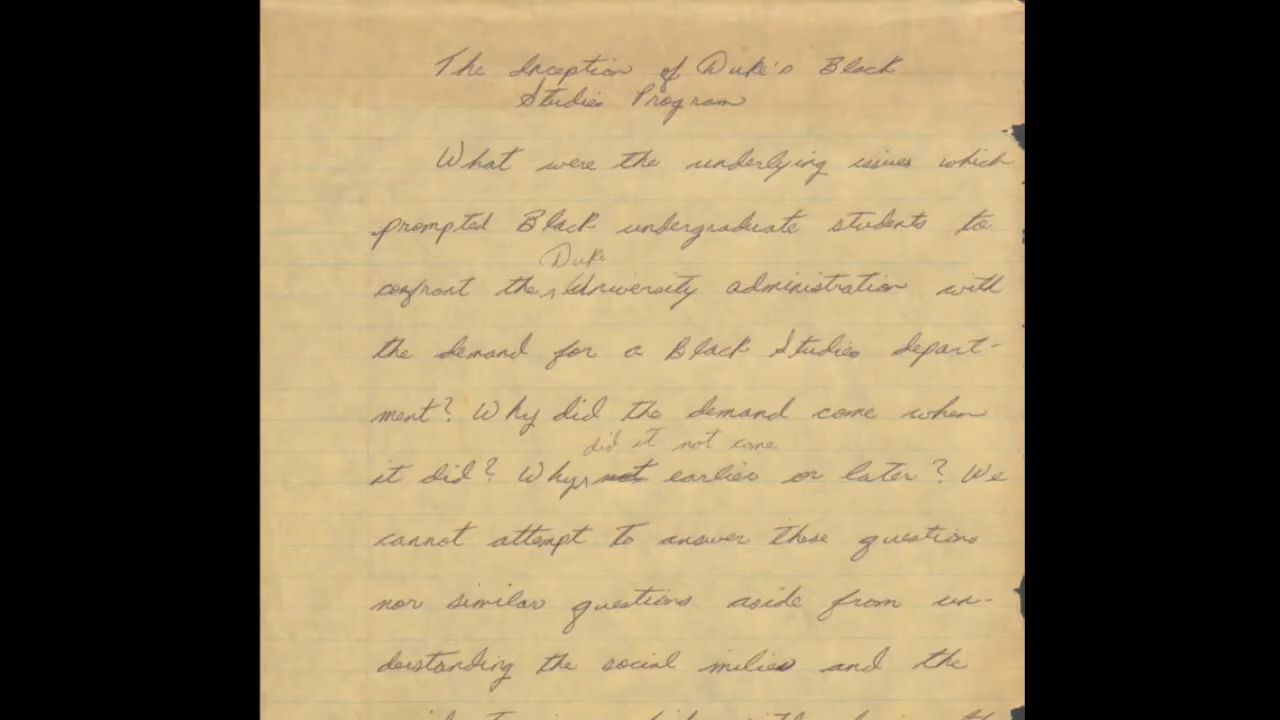 The Inception of Duke's Black
Studies Program
What were the underlying issues which
prompted Black undergraduate students to
Duke
confront the University administration with
the demand for a Black Studies depart-
ment? Why did the demand come when
did it not come
it did? Why not earlier or later? We
cannot attempt to answer these questions
nor similar questions aside from un-
derstanding the social milieu and the